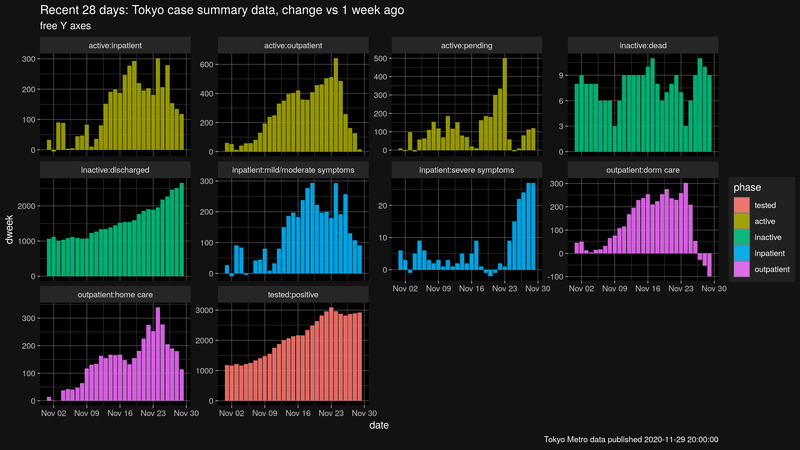 Recent 28 days: Tokyo case summary data, change vs 1 week ago
free Y axes
active:inpatient
active:outpatient
active:pending
inactive:dead
300
200
100
0
600
400
200
0
500
400
300
200
100
0
9
6
3
0
inactive:discharged
inpatient:mild/moderate symptoms
inpatient:severe symptoms
outpatient:dorm care
2000
1000
0
300
200
100
0
20
10
0
300
200
100
0
-100
Nov 02 Nov 09 Nov 16 Nov 23 Nov 30
Nov 02 Nov 09 Nov 16 Nov 23 Nov 30
outpatient:home care
tested:positive
300
200
100
0
3000
2000
1000
0
Nov 02 Nov 09 Nov 16 Nov 23 Nov 30
Nov 02 Nov 09 Nov 16 Nov 23 Nov 30
dweek
date
phase
tested
active
inactive
inpatient
outpatient
Tokyo Metro data published 2020-11-29 20:00:00